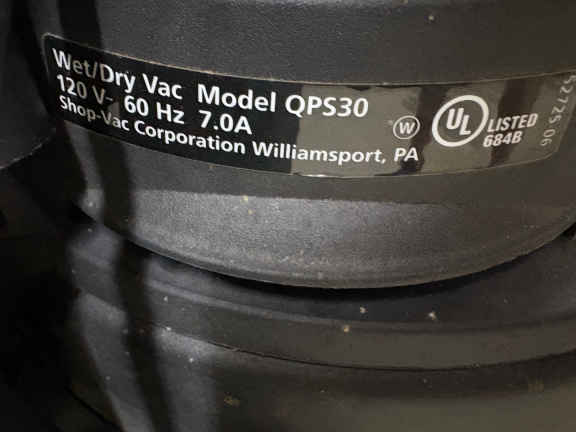 Wet/Dry Vac Model QPS30
120 V~ 60 Hz 7.0A
Shop-Vac Corporation Williamsport, PA
W
UL LISTED
684B
52725 06